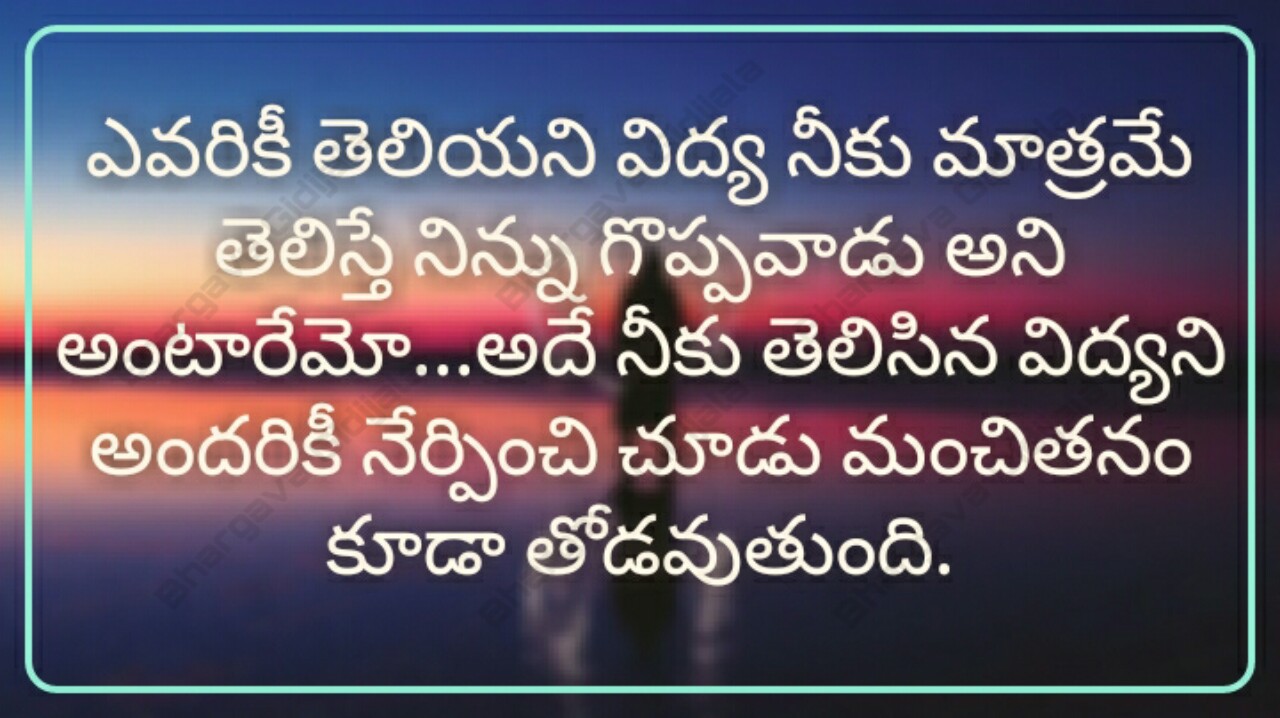 ఎవరికీ తెలియని విద్య నీకు మాత్రమే
తెలిస్తే నిన్ను గొప్పవాడు అని
అంటారేమో...అదే నీకు తెలిసిన విద్యని
అందరికీ నేర్పించి చూడు మంచితనం
కూడా తోడవుతుంది.